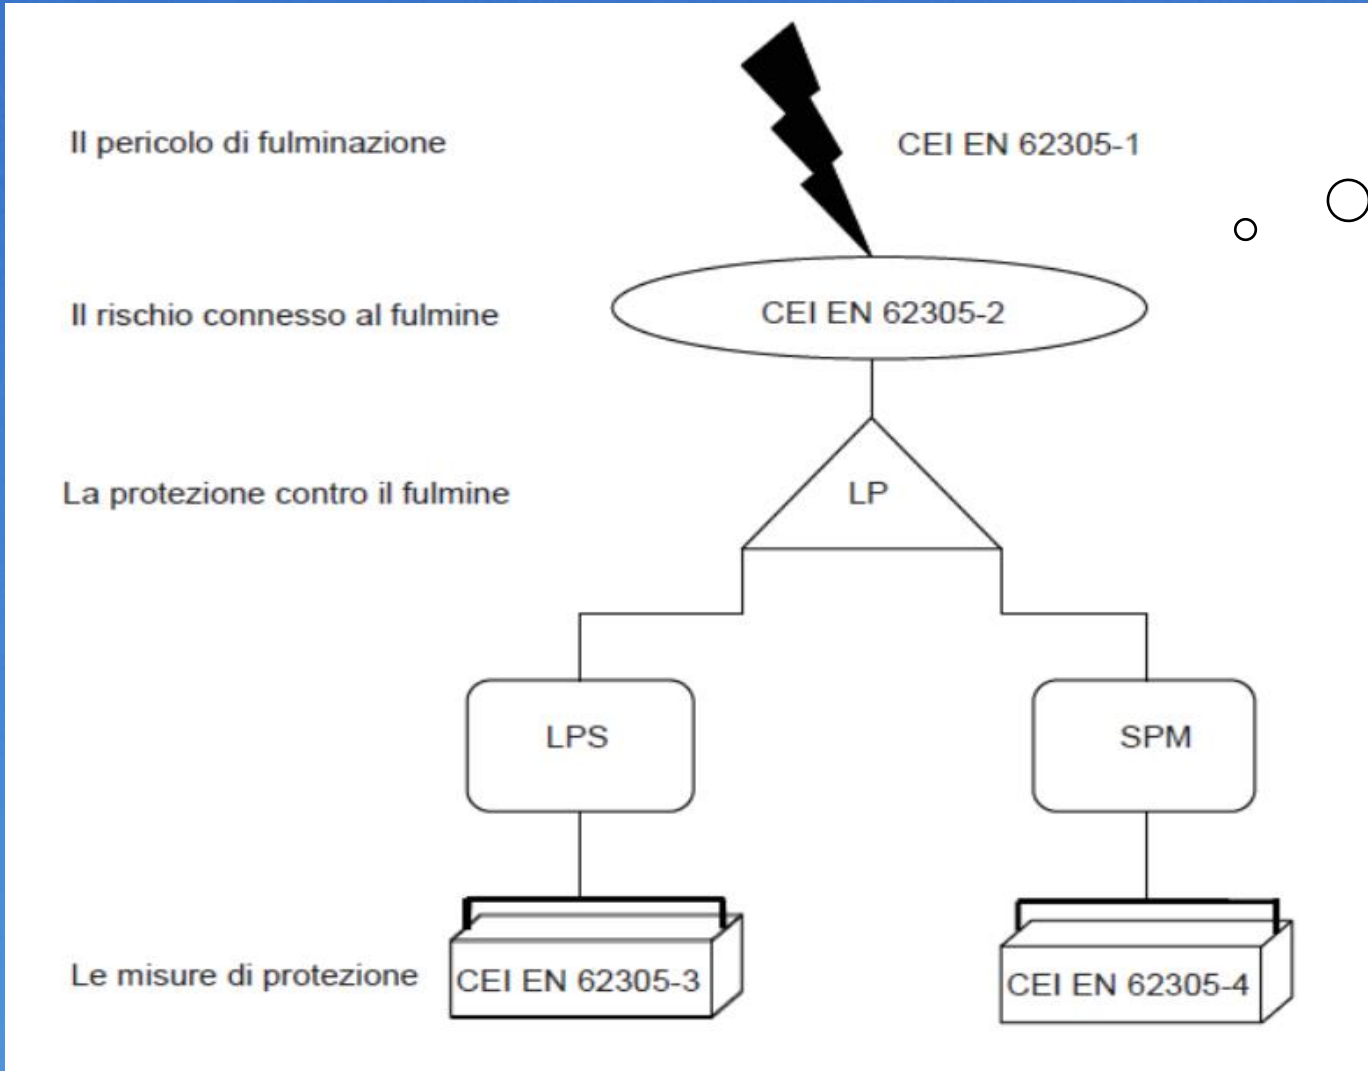 Il pericolo di fulminazione
CEI EN 62305-1
Il rischio connesso al fulmine
CEI EN 62305-2
La protezione contro il fulmine
LP
LPS
SPM
Le misure di protezione
CEI EN 62305-3
CEI EN 62305-4